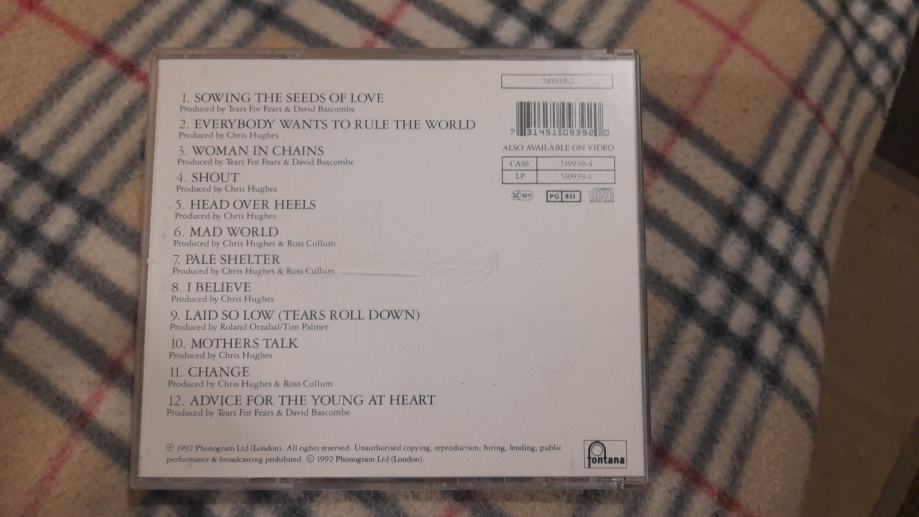 510939-2
1. SOWING THE SEEDS OF LOVE
Produced by Tears For Fears & David Bascombe
2. EVERYBODY WANTS TO RULE THE WORLD
Produced by Chris Hughes
3. WOMAN IN CHAINS
Produced by Tears For Fears & David Bascombe
4. SHOUT
Produced by Chris Hughes
5. HEAD OVER HEELS
Produced by Chris Hughes
6. MAD WORLD
Produced by Chris Hughes & Ross Cullum
7. PALE SHELTER
Produced by Chris Hughes & Ross Cullum
8. I BELIEVE
Produced by Chris Hughes
9. LAID SO LOW (TEARS ROLL DOWN)
Produced by Roland Orzabal/Tim Palmer
10. MOTHERS TALK
Produced by Chris Hughes
11. CHANGE
Produced by Chris Hughes & Ross Cullum
12. ADVICE FOR THE YOUNG AT HEART
Produced by Tears For Fears & David Bascombe
7 31451 09392 0
ALSO AVAILABLE ON VIDEO
CASS 510939-4
LP 510939-1
LC 0211 PG 853
℗ 1992 Phonogram Ltd (London). All rights reserved. Unauthorised copying, reproduction, hiring, lending, public
performance & broadcasting prohibited. © 1992 Phonogram Ltd (London).
fontana